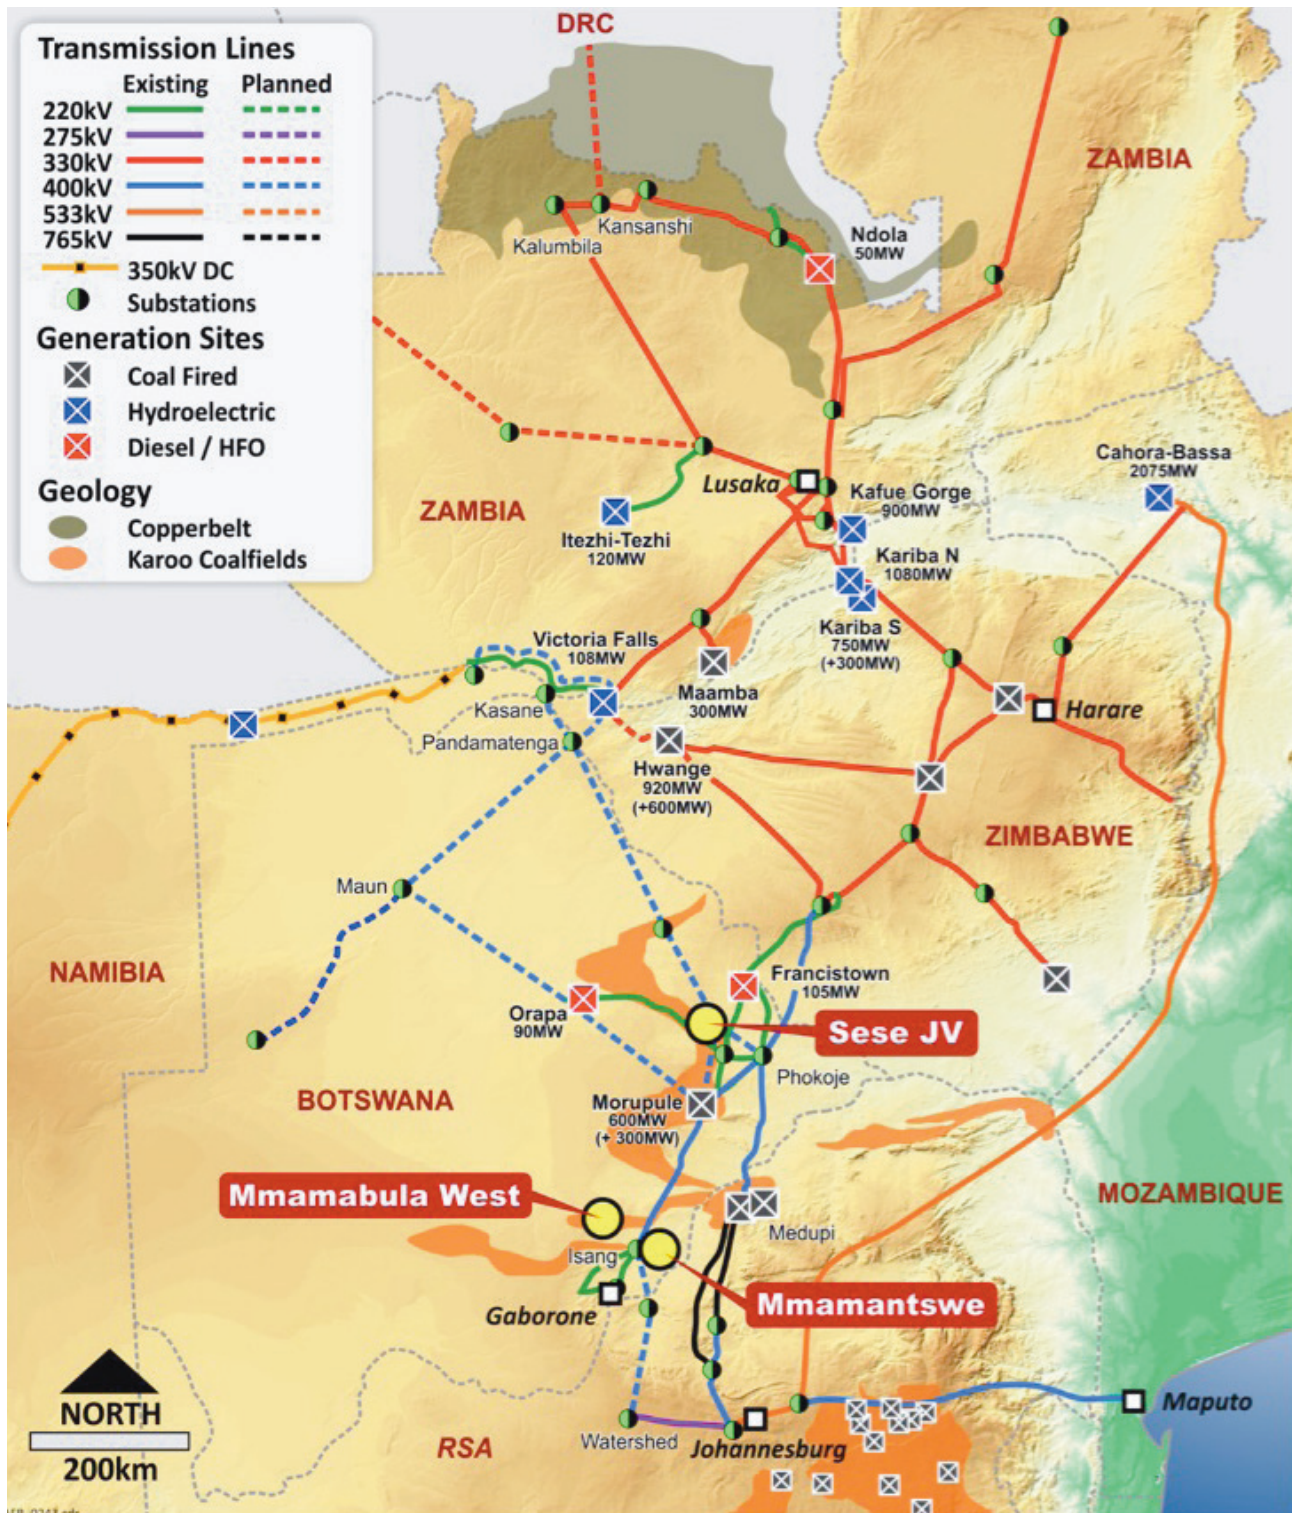 Transmission Lines
Existing Planned
220kV
275kV
330kV
400kV
533kV
765kV
350kV DC
Substations
Generation Sites
Coal Fired
Hydroelectric
Diesel / HFO
Geology
Copperbelt
Karoo Coalfields
DRC
ZAMBIA
Kansanshi
Kalumbila
Ndola
50MW
Lusaka
Cahora-Bassa
2075MW
Kafue Gorge
900MW
ZAMBIA
Itezhi-Tezhi
120MW
Kariba N
1080MW
Kariba S
750MW
(+300MW)
Victoria Falls
108MW
Maamba
300MW
Kasane
Harare
Pandamatenga
Hwange
920MW
(+600MW)
ZIMBABWE
Maun
NAMIBIA
Francistown
105MW
Orapa
90MW
Sese JV
Phokoje
BOTSWANA
Morupule
600MW
(+ 300MW)
Mmamabula West
MOZAMBIQUE
Medupi
Isang
Mmamantswe
Gaborone
NORTH
200km
RSA
Watershed
Johannesburg
Maputo